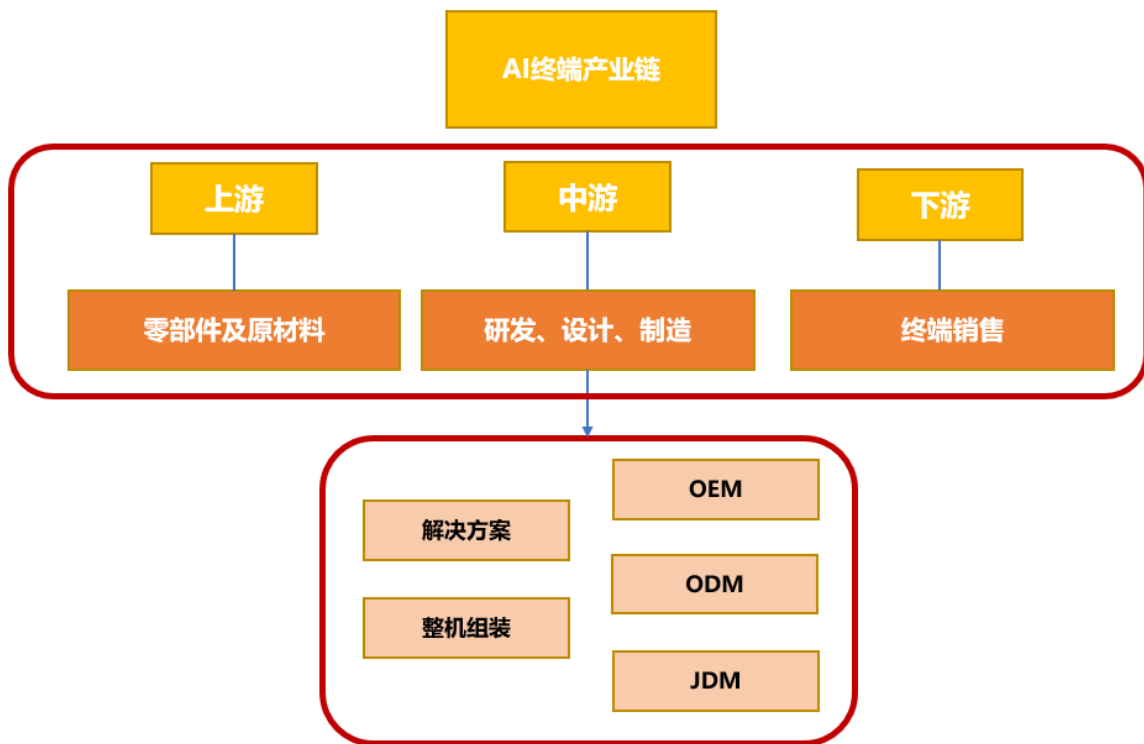 AI终端产业链
上游
中游
下游
零部件及原材料
研发、设计、制造
终端销售
解决方案
整机组装
OEM
ODM
JDM